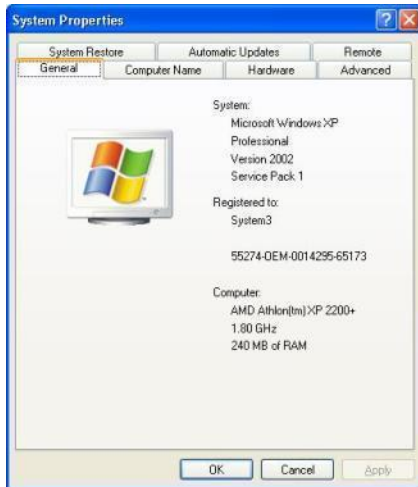 System Properties
System Restore Automatic Updates Remote
General Computer Name Hardware Advanced
System:
Microsoft Windows XP
Professional
Version 2002
Service Pack 1
Registered to:
System3
55274-OEM-0014295-65173
Computer:
AMD Athlon(tm) XP 2200+
1.80 GHz
240 MB of RAM
OK Cancel Apply